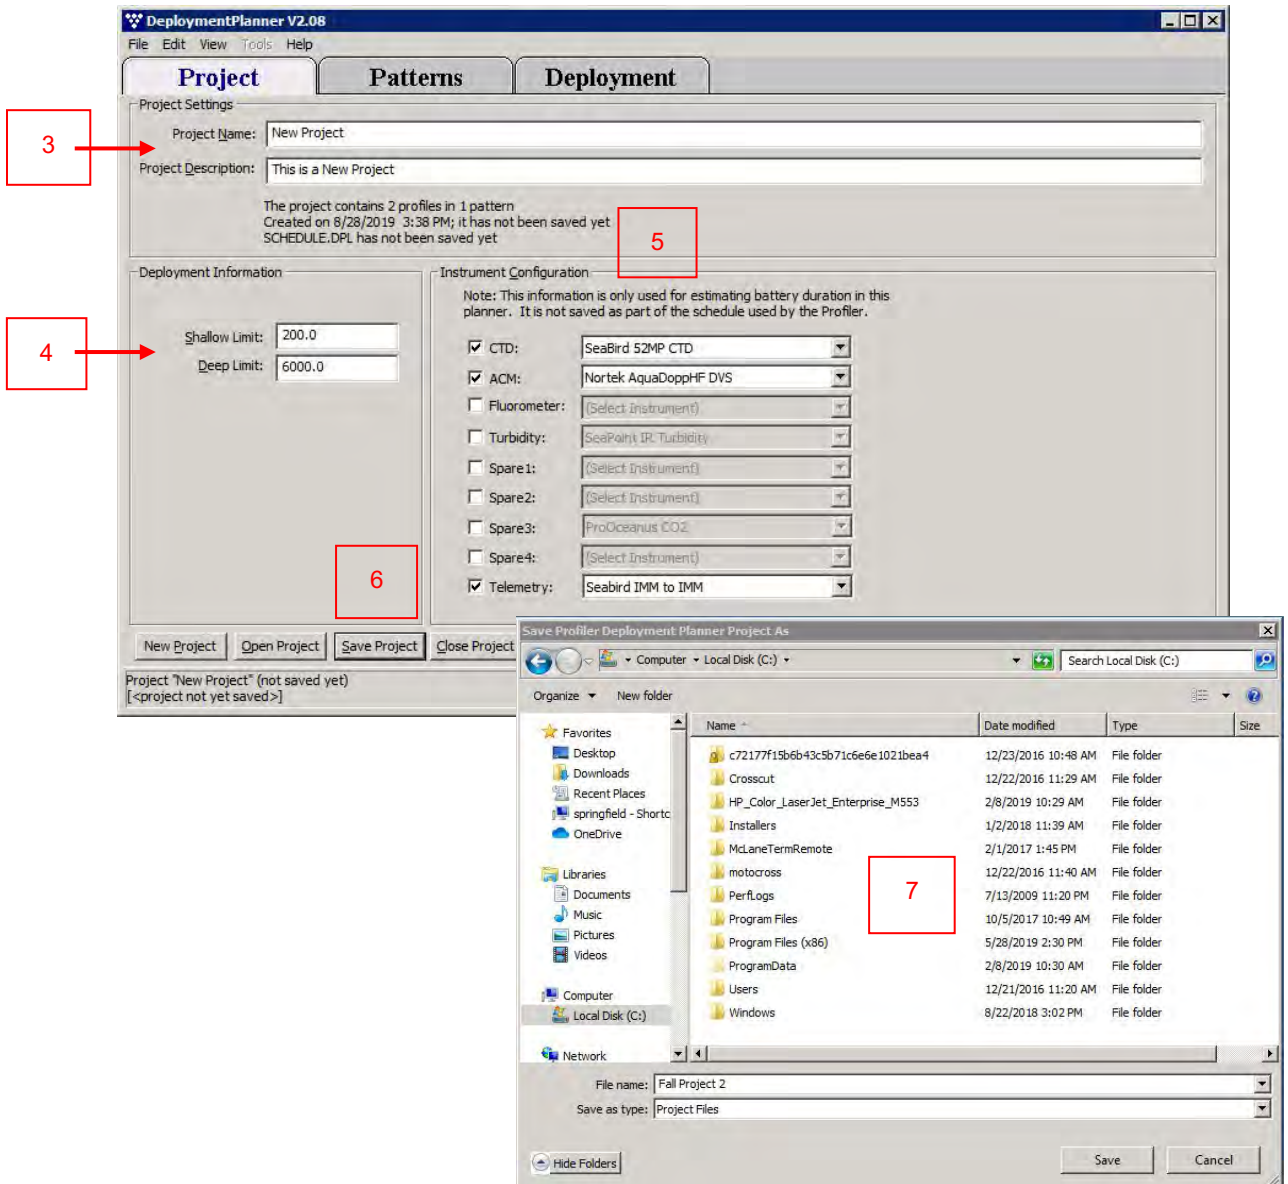 DeploymentPlanner V2.08
File Edit View Tools Help
Project Patterns Deployment
Project Settings
3
Project Name: New Project
Project Description: This is a New Project
The project contains 2 profiles in 1 pattern
Created on 8/28/2019 3:38 PM; it has not been saved yet
SCHEDULE.DPL has not been saved yet
5
Deployment Information
4
Shallow Limit: 200.0
Deep Limit: 6000.0
Instrument Configuration
Note: This information is only used for estimating battery duration in this
planner. It is not saved as part of the schedule used by the Profiler.
CTD: SeaBird 52MP CTD
ACM: Nortek AquaDoppHF DVS
Fluorometer: (Select Instrument)
Turbidity: SeaPoint IR Turbidity
Spare1: (Select Instrument)
Spare2: (Select Instrument)
Spare3: ProOceanus CO2
Spare4: (Select Instrument)
Telemetry: Seabird IMM to IMM
6
New Project Open Project Save Project Close Project
Project "New Project" (not saved yet)
[<project not yet saved>]
Save Profiler Deployment Planner Project As
Computer Local Disk (C:) Search Local Disk (C:)
Organize New folder
Favorites
Desktop
Downloads
Recent Places
springfield - Shortc
OneDrive
Libraries
Documents
Music
Pictures
Videos
Computer
Local Disk (C:)
Network
Name Date modified Type Size
c72177f15b6b43c5b71c6e6e1021bea4 12/23/2016 10:48 AM File folder
Crosscut 12/22/2016 11:29 AM File folder
HP_Color_LaserJet_Enterprise_M553 2/8/2019 10:29 AM File folder
Installers 1/2/2018 11:39 AM File folder
McLaneTermRemote 2/1/2017 1:45 PM File folder
motocross 12/22/2016 11:40 AM File folder
PerfLogs 7/13/2009 11:20 PM File folder
Program Files 10/5/2017 10:49 AM File folder
Program Files (x86) 5/28/2019 2:30 PM File folder
ProgramData 2/8/2019 10:30 AM File folder
Users 12/21/2016 11:20 AM File folder
Windows 8/22/2018 3:02 PM File folder
7
File name: Fall Project 2
Save as type: Project Files
Hide Folders Save Cancel